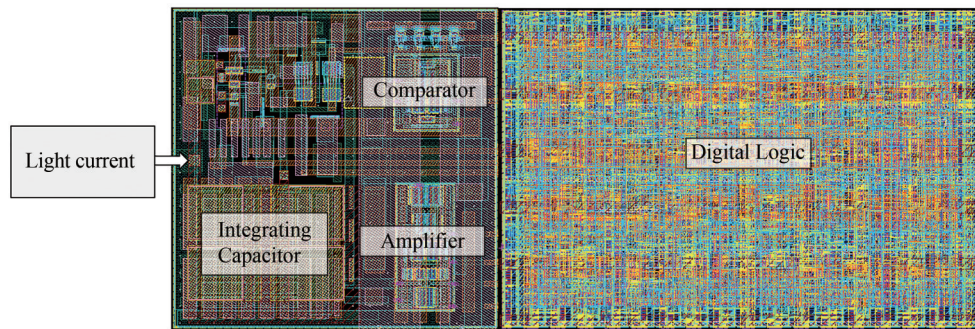 Comparator
Light current
Digital Logic
Integrating
Capacitor
Amplifier